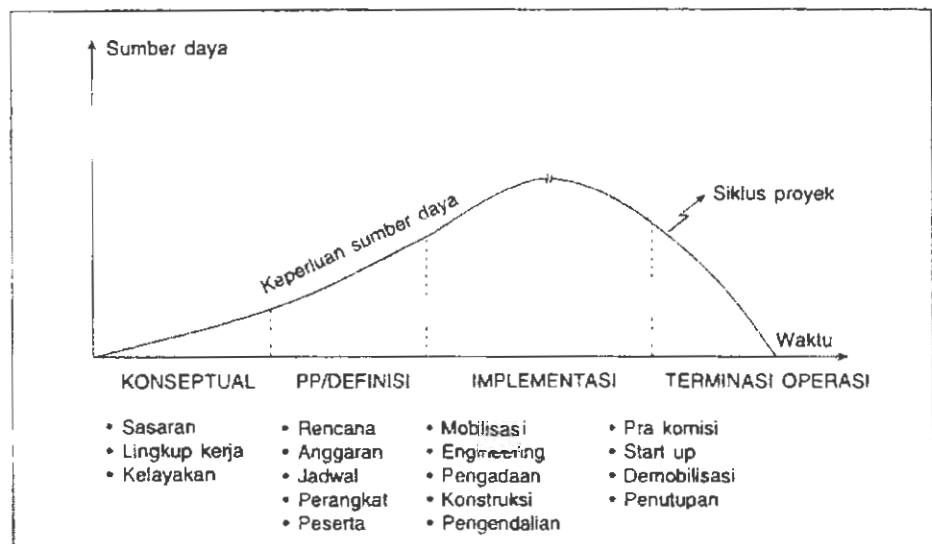 Sumber daya
Keperluan sumber daya
Siklus proyek
Waktu
KONSEPTUAL
PP/DEFINISI
IMPLEMENTASI
TERMINASI OPERASI
• Sasaran
• Lingkup kerja
• Kelayakan
• Rencana
• Anggaran
• Jadwal
• Perangkat
• Peserta
• Mobilisasi
• Engineering
• Pengadaan
• Konstruksi
• Pengendalian
• Pra komisi
• Start up
• Demobilisasi
• Penutupan